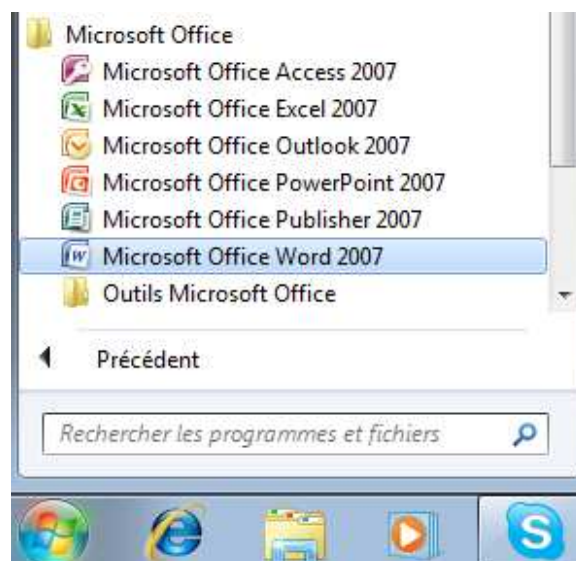 Microsoft Office
Microsoft Office Access 2007
Microsoft Office Excel 2007
Microsoft Office Outlook 2007
Microsoft Office PowerPoint 2007
Microsoft Office Publisher 2007
Microsoft Office Word 2007
Outils Microsoft Office
Précédent
Rechercher les programmes et fichiers